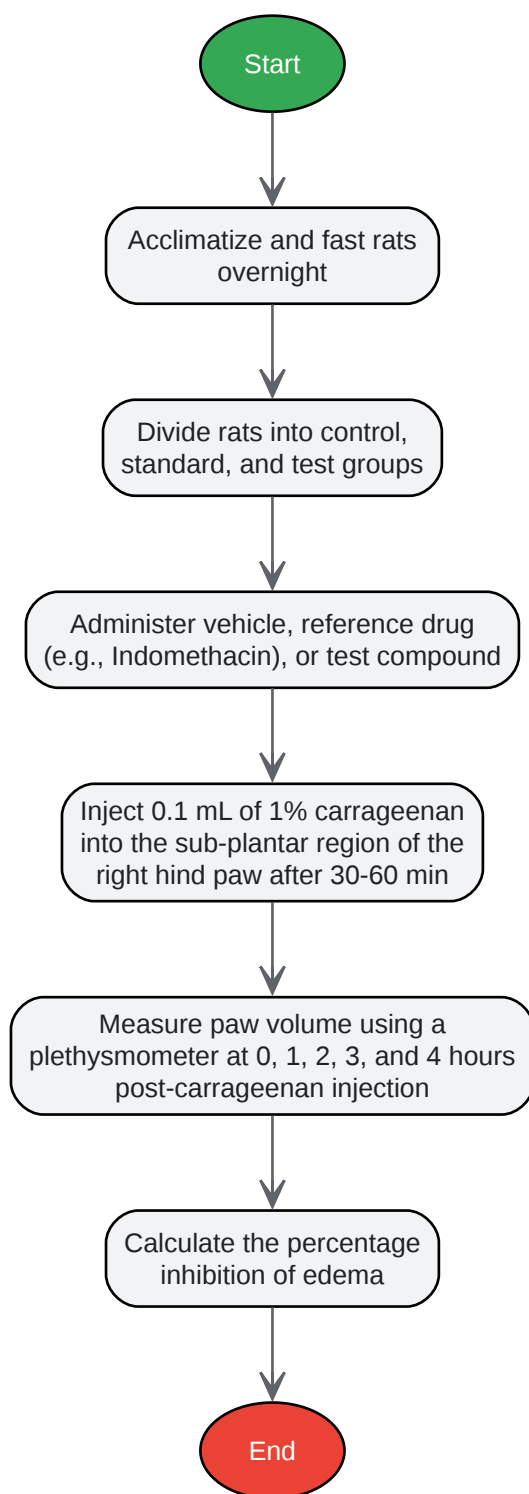 Start
Acclimatize and fast rats
overnight
Divide rats into control,
standard, and test groups
Administer vehicle, reference drug
(e.g., Indomethacin), or test compound
Inject 0.1 mL of 1% carrageenan
into the sub-plantar region of the
right hind paw after 30-60 min
Measure paw volume using a
plethysmometer at 0, 1, 2, 3, and 4 hours
post-carrageenan injection
Calculate the percentage
inhibition of edema
End